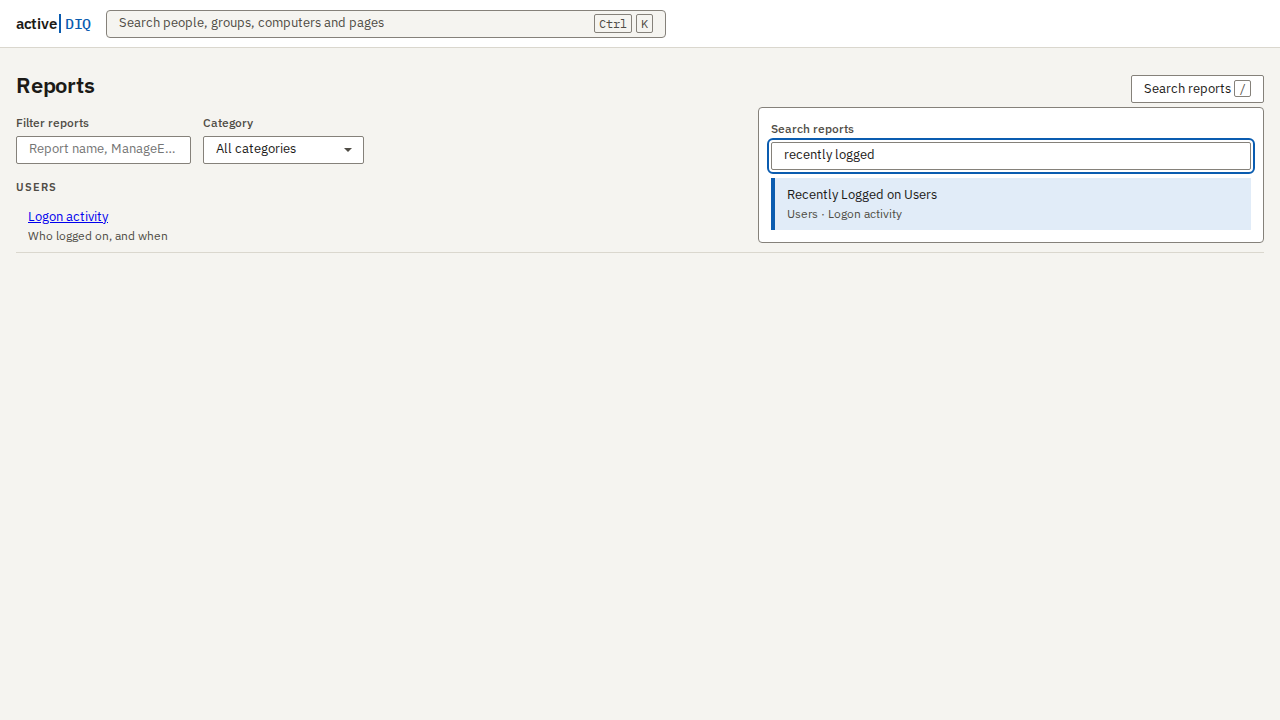 active DIQ
Search people, groups, computers and pages Ctrl K
Reports
Search reports /
Filter reports
Category
Report name, ManageE...
All categories
USERS
Logon activity
Who logged on, and when
Search reports
recently logged
Recently Logged on Users
Users · Logon activity